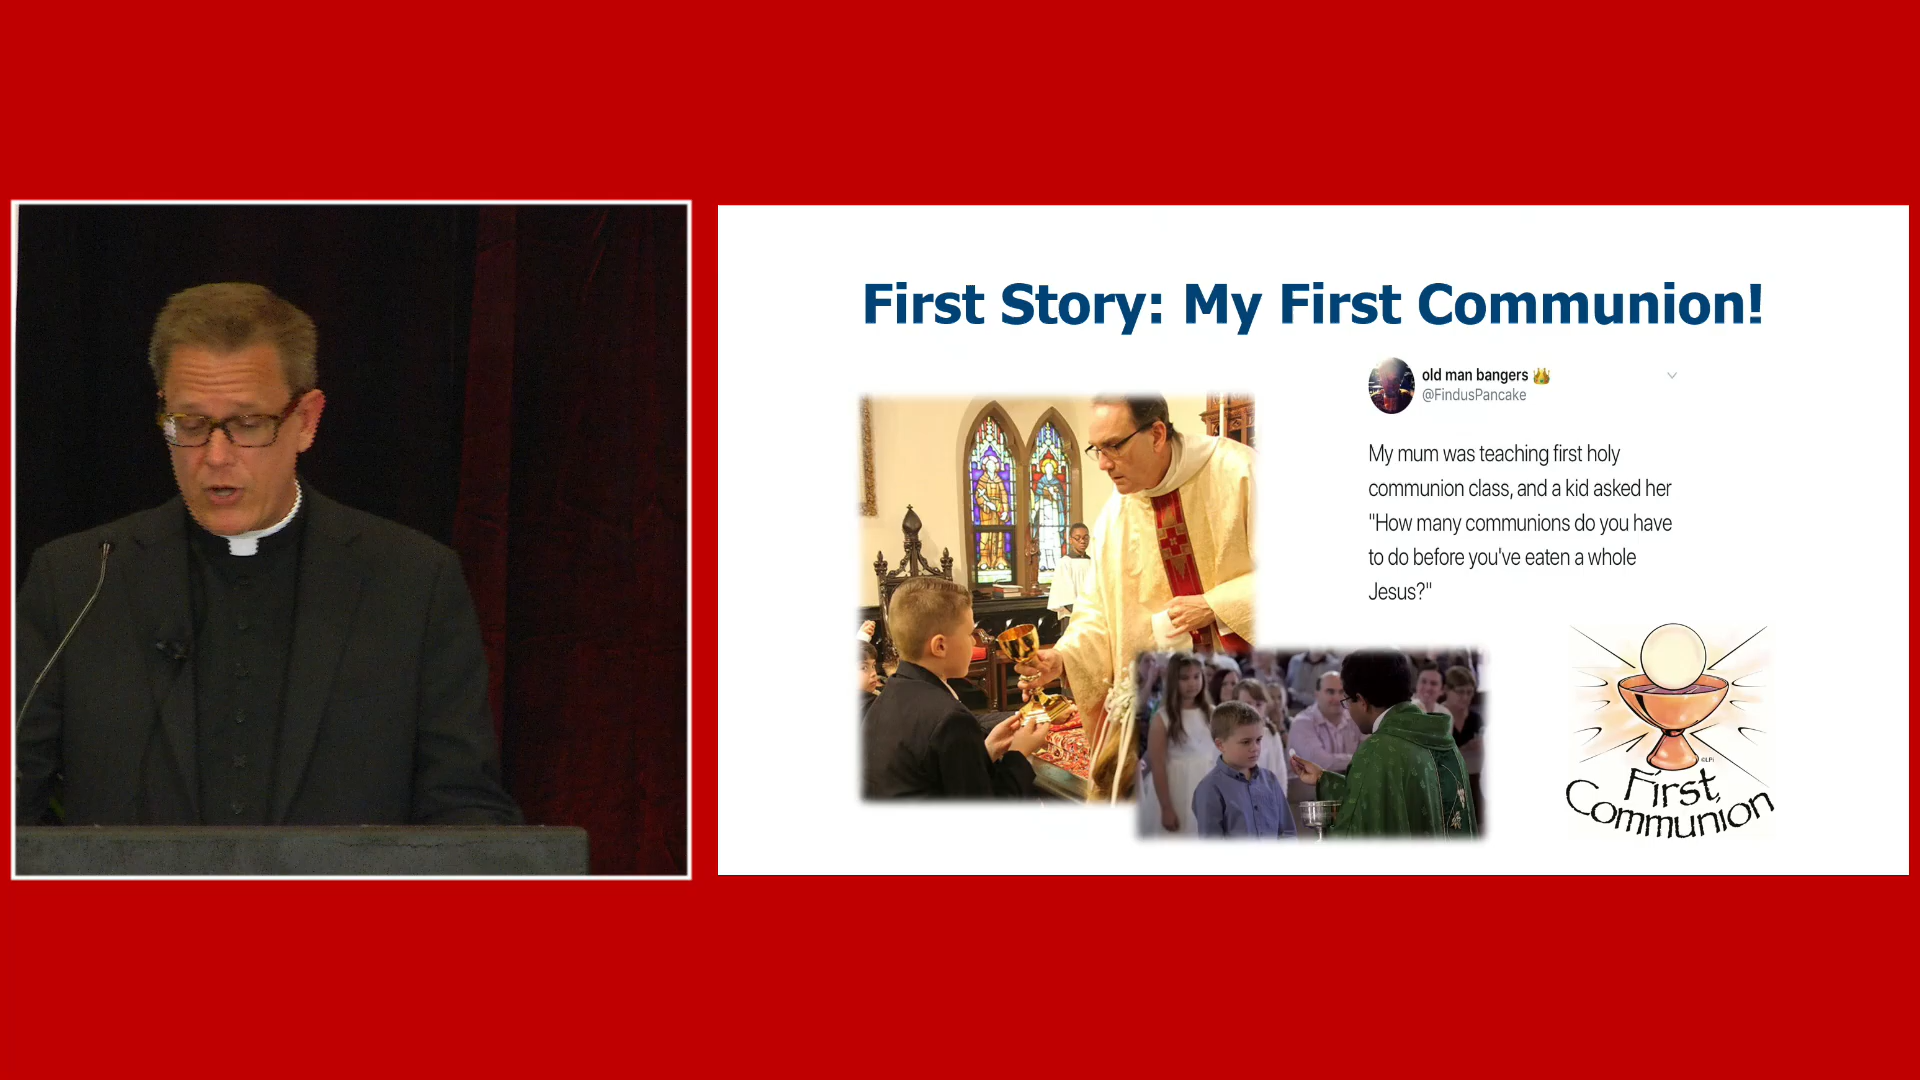 First Story: My First Communion!
old man bangers
@FindusPancake
My mum was teaching first holy
communion class, and a kid asked her
"How many communions do you have
to do before you've eaten a whole
Jesus?"
©LPi
First
Communion